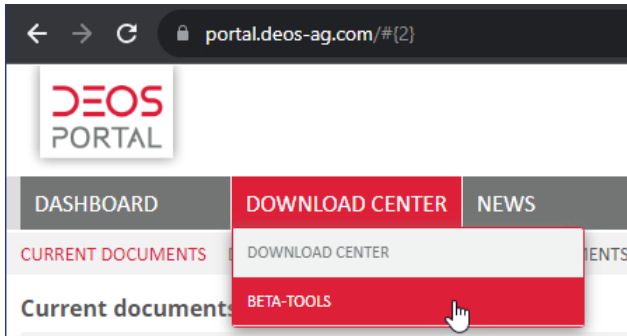 portal.deos-ag.com/#{2}
DEOS
PORTAL
DASHBOARD DOWNLOAD CENTER NEWS
CURRENT DOCUMENTS
DOWNLOAD CENTER
BETA-TOOLS
Current documents